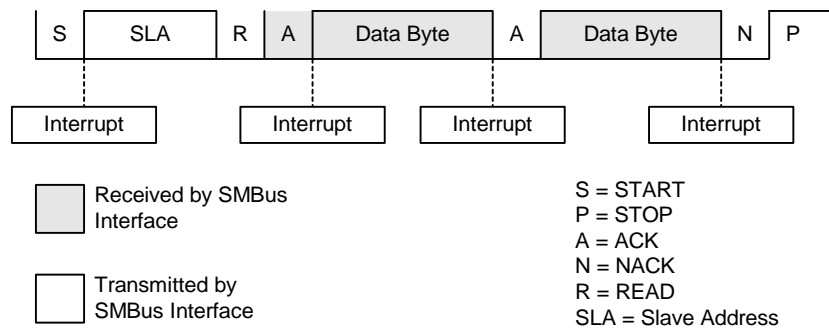 S SLA R A Data Byte A Data Byte N P
Interrupt Interrupt Interrupt Interrupt
Received by SMBus
Interface
Transmitted by
SMBus Interface
S = START
P = STOP
A = ACK
N = NACK
R = READ
SLA = Slave Address